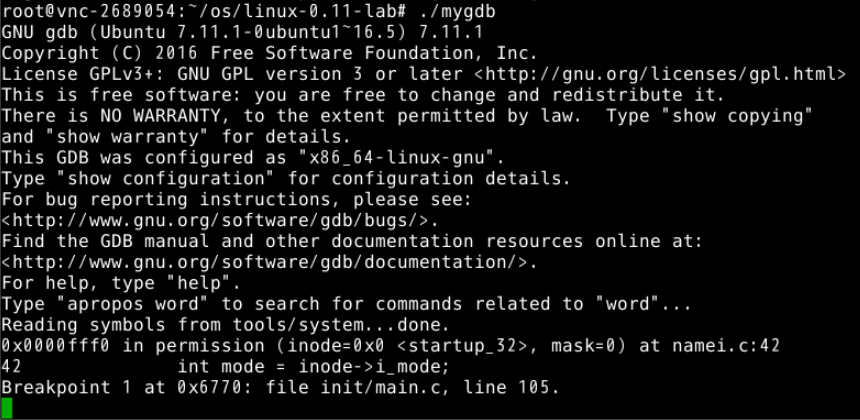 root@vnc-2689054:~/os/linux-0.11-lab# ./mygdb
GNU gdb (Ubuntu 7.11.1-0ubuntu1~16.5) 7.11.1
Copyright (C) 2016 Free Software Foundation, Inc.
License GPLv3+: GNU GPL version 3 or later <http://gnu.org/licenses/gpl.html>
This is free software: you are free to change and redistribute it.
There is NO WARRANTY, to the extent permitted by law.  Type "show copying"
and "show warranty" for details.
This GDB was configured as "x86_64-linux-gnu".
Type "show configuration" for configuration details.
For bug reporting instructions, please see:
<http://www.gnu.org/software/gdb/bugs/>.
Find the GDB manual and other documentation resources online at:
<http://www.gnu.org/software/gdb/documentation/>.
For help, type "help".
Type "apropos word" to search for commands related to "word"...
Reading symbols from tools/system...done.
0x0000fff0 in permission (inode=0x0 <startup_32>, mask=0) at namei.c:42
42              int mode = inode->i_mode;
Breakpoint 1 at 0x6770: file init/main.c, line 105.